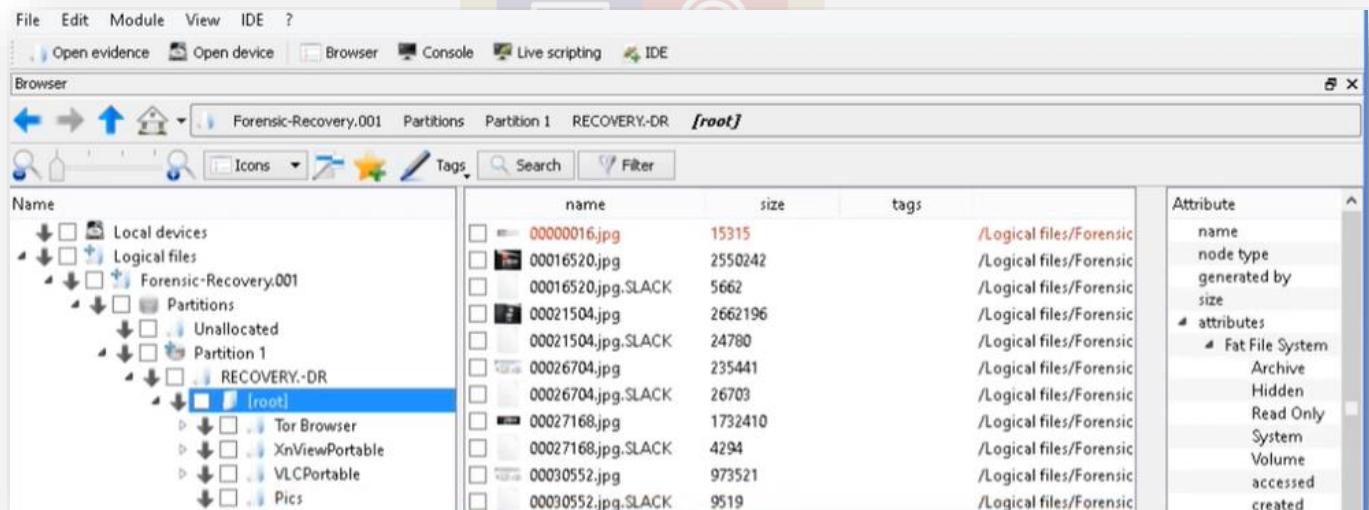 File Edit Module View IDE ?
Open evidence Open device Browser Console Live scripting IDE
Browser
Forensic-Recovery.001 Partitions Partition 1 RECOVERY.-DR [root]
Icons Tags Search Filter
Name
Local devices
Logical files
Forensic-Recovery.001
Partitions
Unallocated
Partition 1
RECOVERY.-DR
[root]
Tor Browser
XnViewPortable
VLCPortable
Pics
name size tags
00000016.jpg 15315 /Logical files/Forensic
00016520.jpg 2550242 /Logical files/Forensic
00016520.jpg.SLACK 5662 /Logical files/Forensic
00021504.jpg 2662196 /Logical files/Forensic
00021504.jpg.SLACK 24780 /Logical files/Forensic
00026704.jpg 235441 /Logical files/Forensic
00026704.jpg.SLACK 26703 /Logical files/Forensic
00027168.jpg 1732410 /Logical files/Forensic
00027168.jpg.SLACK 4294 /Logical files/Forensic
00030552.jpg 973521 /Logical files/Forensic
00030552.jpg.SLACK 9519 /Logical files/Forensic
Attribute
name
node type
generated by
size
attributes
Fat File System
Archive
Hidden
Read Only
System
Volume
accessed
created